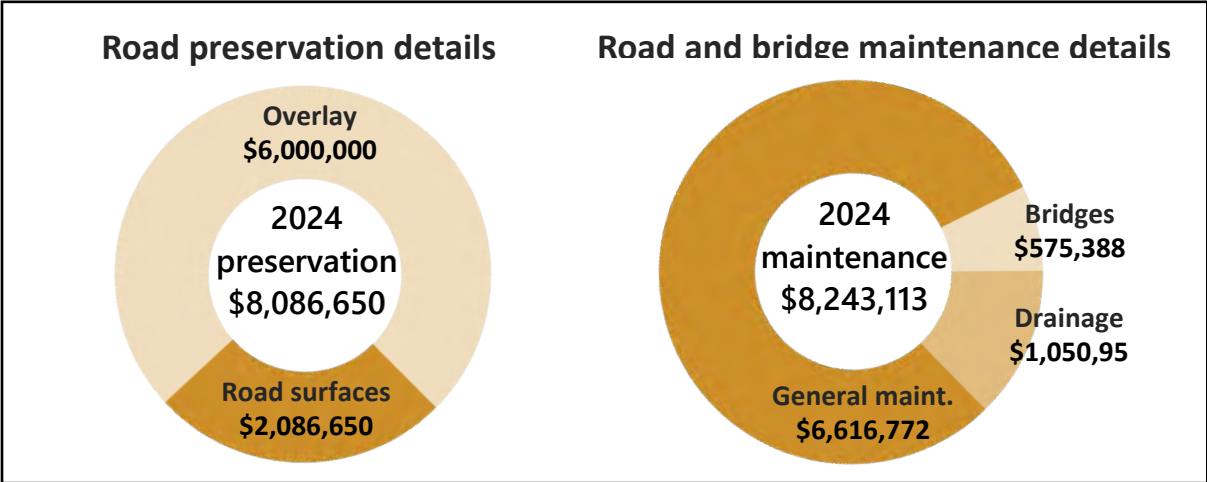 Road preservation details
Overlay
$6,000,000
2024
preservation
$8,086,650
Road surfaces
$2,086,650
Road and bridge maintenance details
2024
maintenance
$8,243,113
Bridges
$575,388
Drainage
$1,050,95
General maint.
$6,616,772